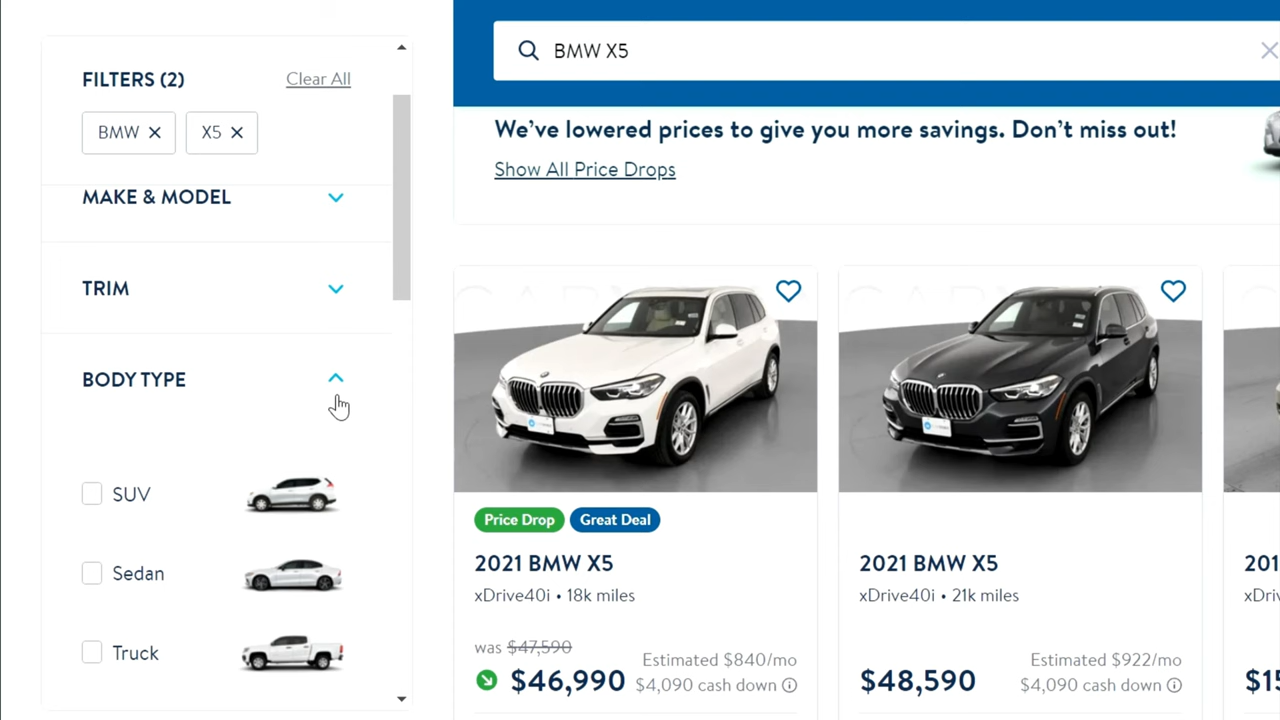 FILTERS (2)
Clear All
BMW ×
X5 ×
MAKE & MODEL
TRIM
BODY TYPE
SUV
Sedan
Truck
BMW X5
We’ve lowered prices to give you more savings. Don’t miss out!
Show All Price Drops
Price Drop
Great Deal
2021 BMW X5
xDrive40i • 18k miles
was $47,590
$46,990
Estimated $840/mo
$4,090 cash down
2021 BMW X5
xDrive40i • 21k miles
$48,590
Estimated $922/mo
$4,090 cash down
201
xDri
$15